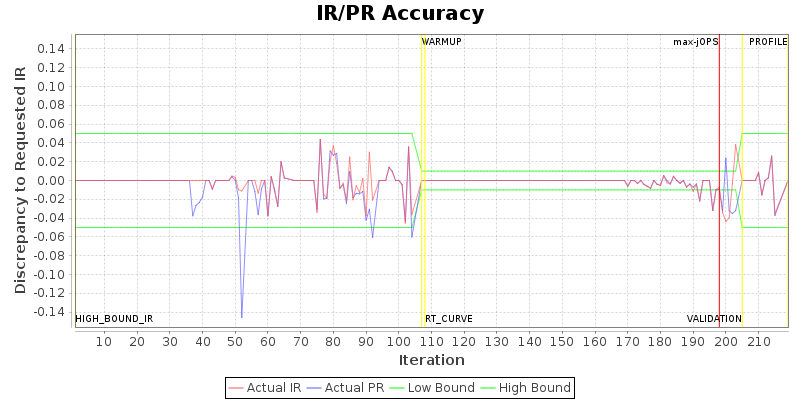 IR/PR Accuracy
Discrepancy to Requested IR
0.14
0.12
0.10
0.08
0.06
0.04
0.02
0.00
-0.02
-0.04
-0.06
-0.08
-0.10
-0.12
-0.14
WARMUP
max-jOPS
PROFILE
HIGH_BOUND_IR
RT_CURVE
VALIDATION
10 20 30 40 50 60 70 80 90 100 110 120 130 140 150 160 170 180 190 200 210
Iteration
Actual IR Actual PR Low Bound High Bound